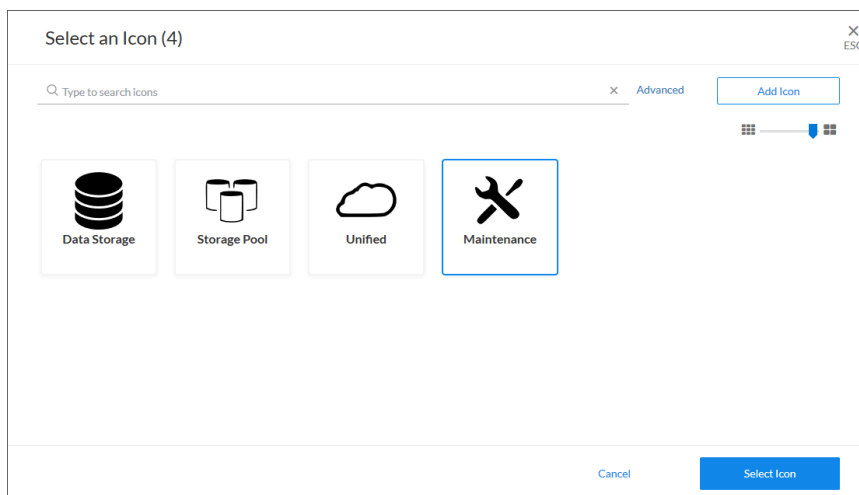 Select an Icon (4)
ESC
Type to search icons
Advanced
Add Icon
Data Storage
Storage Pool
Unified
Maintenance
Cancel
Select Icon